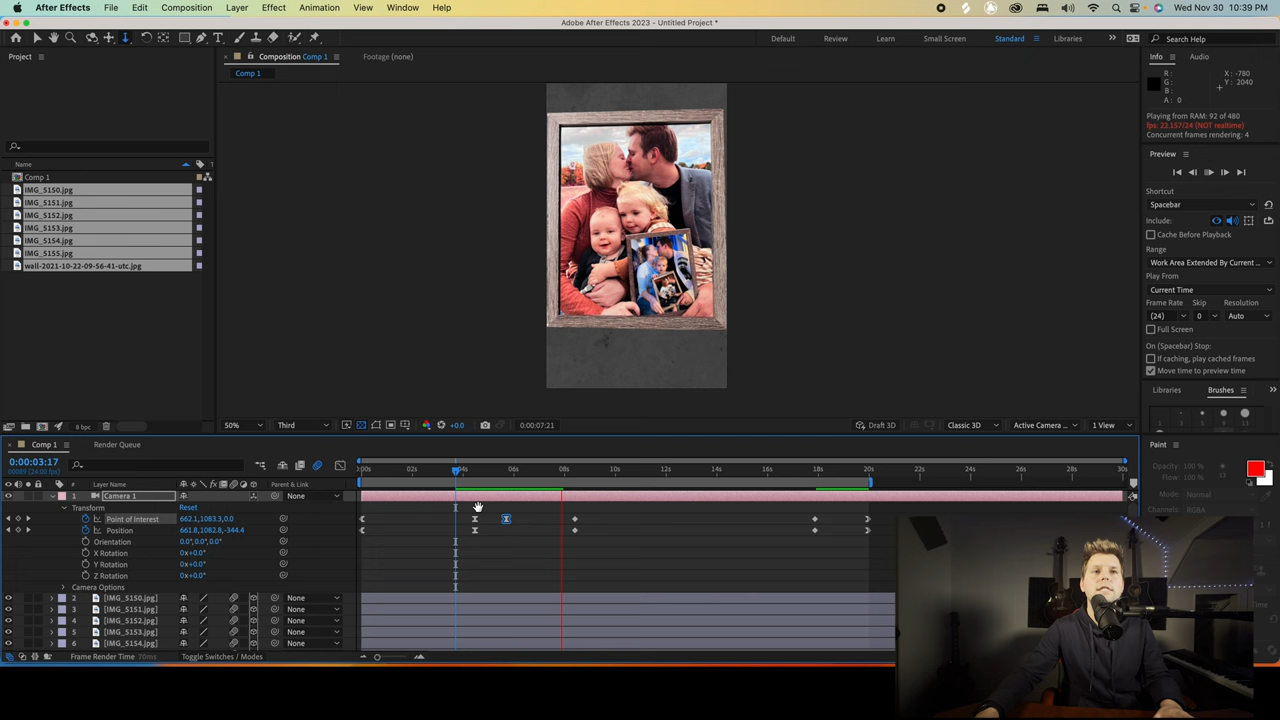 After Effects File Edit Composition Layer Effect Animation View Window Help Wed Nov 30 10:39 PM
Adobe After Effects 2023 - Untitled Project *
Default Review Learn Small Screen Standard Libraries Search Help
Project
Composition Comp 1 Footage (none)
Comp 1
Info Audio
R :
G :
B :
A : 0
X : -780
Y : 2040
Playing from RAM: 92 of 480
fps: 22.157/24 (NOT realtime)
Concurrent frames rendering: 4
Preview
Shortcut
Spacebar
Include:
Cache Before Playback
Range
Work Area Extended By Current ...
Play From
Current Time
Frame Rate Skip Resolution
(24) 0 Auto
Full Screen
On (Spacebar) Stop:
If caching, play cached frames
Move time to preview time
Libraries Brushes
Name
Comp 1
IMG_5150.jpg
IMG_5151.jpg
IMG_5152.jpg
IMG_5153.jpg
IMG_5154.jpg
IMG_5155.jpg
wall-2021-10-22-09-56-41-utc.jpg
8 bpc
50% Third +0.0 0:00:07:21 Draft 3D Classic 3D Active Camera ... 1 View
Comp 1 Render Queue
0:00:03:17
00089 (24.00 fps)
:00s 02s 04s 06s 08s 10s 12s 14s 16s 18s 20s 22s 24s 26s 28s 30s
# Layer Name Parent & Link
1 Camera 1 None
Transform Reset
Point of Interest 662.1,1083.3,0.0
Position 661.8,1082.8,-344.4
Orientation 0.0°,0.0°,0.0°
X Rotation 0x+0.0°
Y Rotation 0x+0.0°
Z Rotation 0x+0.0°
Camera Options
2 [IMG_5150.jpg] None
3 [IMG_5151.jpg] None
4 [IMG_5152.jpg] None
5 [IMG_5153.jpg] None
6 [IMG_5154.jpg] None
Frame Render Time 70ms Toggle Switches / Modes
Paint
Opacity: 100 %
Flow: 100 %
Mode: Normal
Channels: RGBA